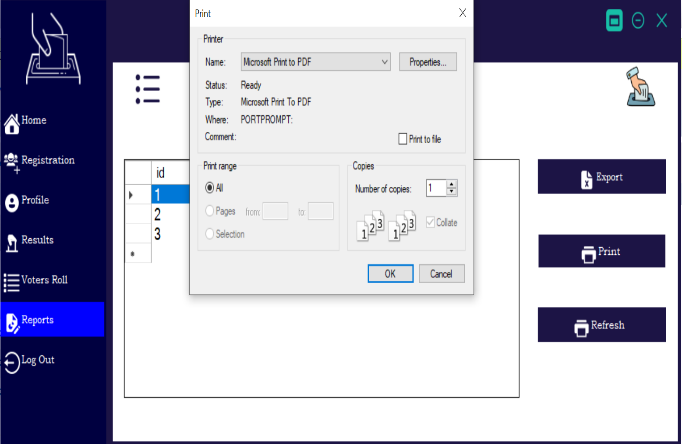 Print
Printer
Name: Microsoft Print to PDF Properties...
Status: Ready
Type: Microsoft Print To PDF
Where: PORTPROMPT:
Comment: Print to file
Print range
All
Pages from: to:
Selection
Copies
Number of copies: 1
1 2 3 1 2 3 Collate
OK Cancel
Home
Registration
Profile
Results
Voters Roll
Reports
Log Out
id
1
2
3
Export
Print
Refresh